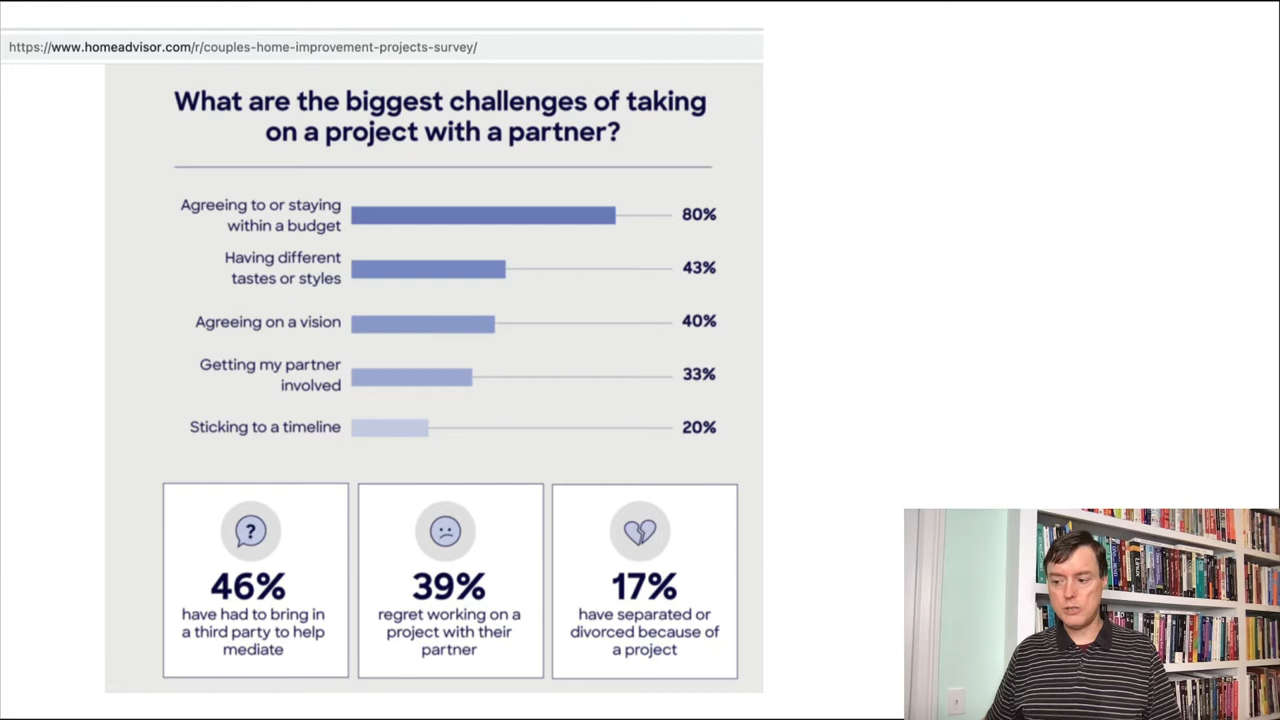 https://www.homeadvisor.com/r/couples-home-improvement-projects-survey/
What are the biggest challenges of taking
on a project with a partner?
Agreeing to or staying
within a budget
80%
Having different
tastes or styles
43%
Agreeing on a vision
40%
Getting my partner
involved
33%
Sticking to a timeline
20%
?
46%
have had to bring in
a third party to help
mediate
39%
regret working on a
project with their
partner
17%
have separated or
divorced because of
a project